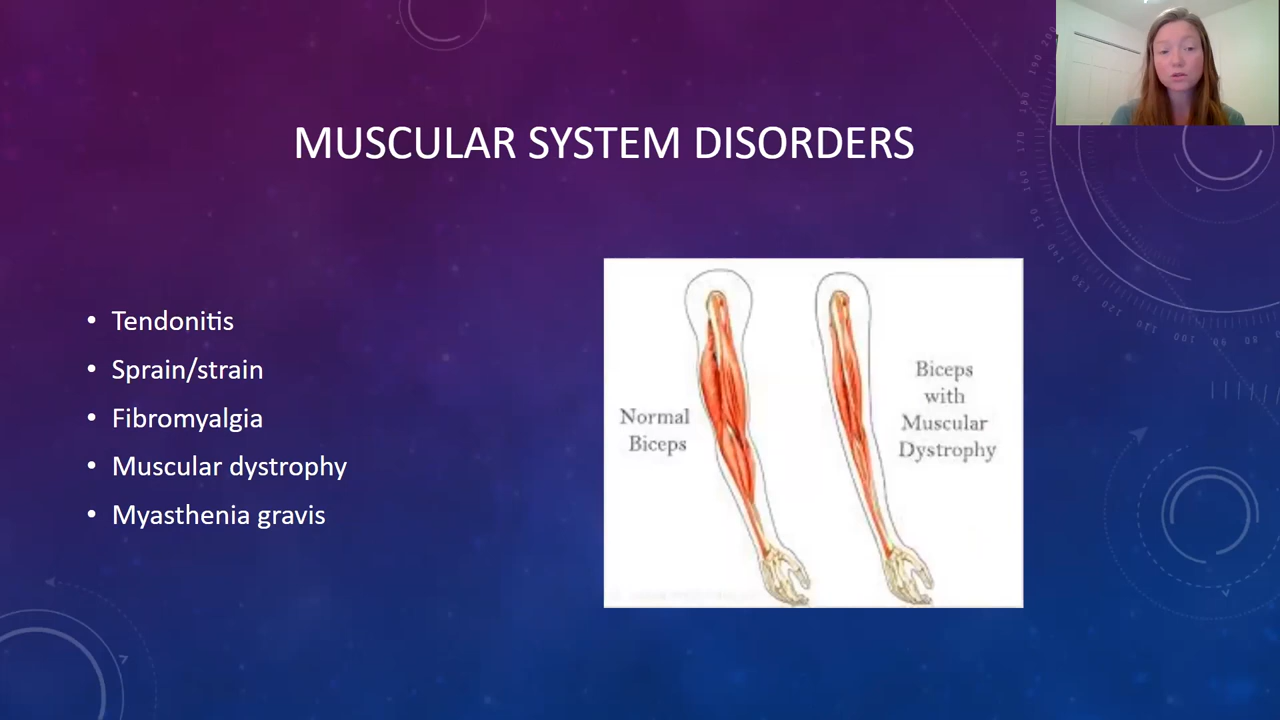 MUSCULAR SYSTEM DISORDERS
• Tendonitis
• Sprain/strain
• Fibromyalgia
• Muscular dystrophy
• Myasthenia gravis
Normal
Biceps
Biceps
with
Muscular
Dystrophy